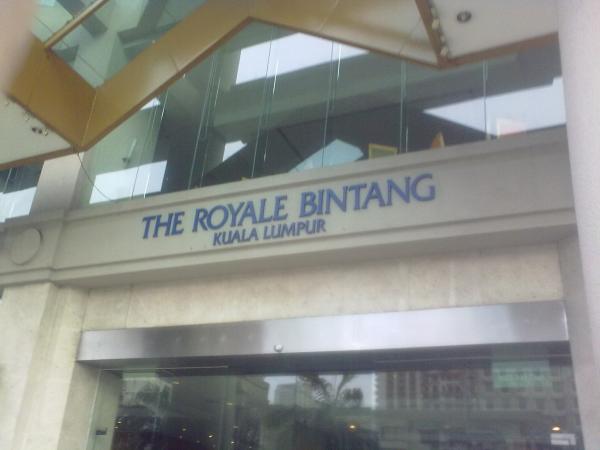 THE ROYALE BINTANG
KUALA LUMPUR